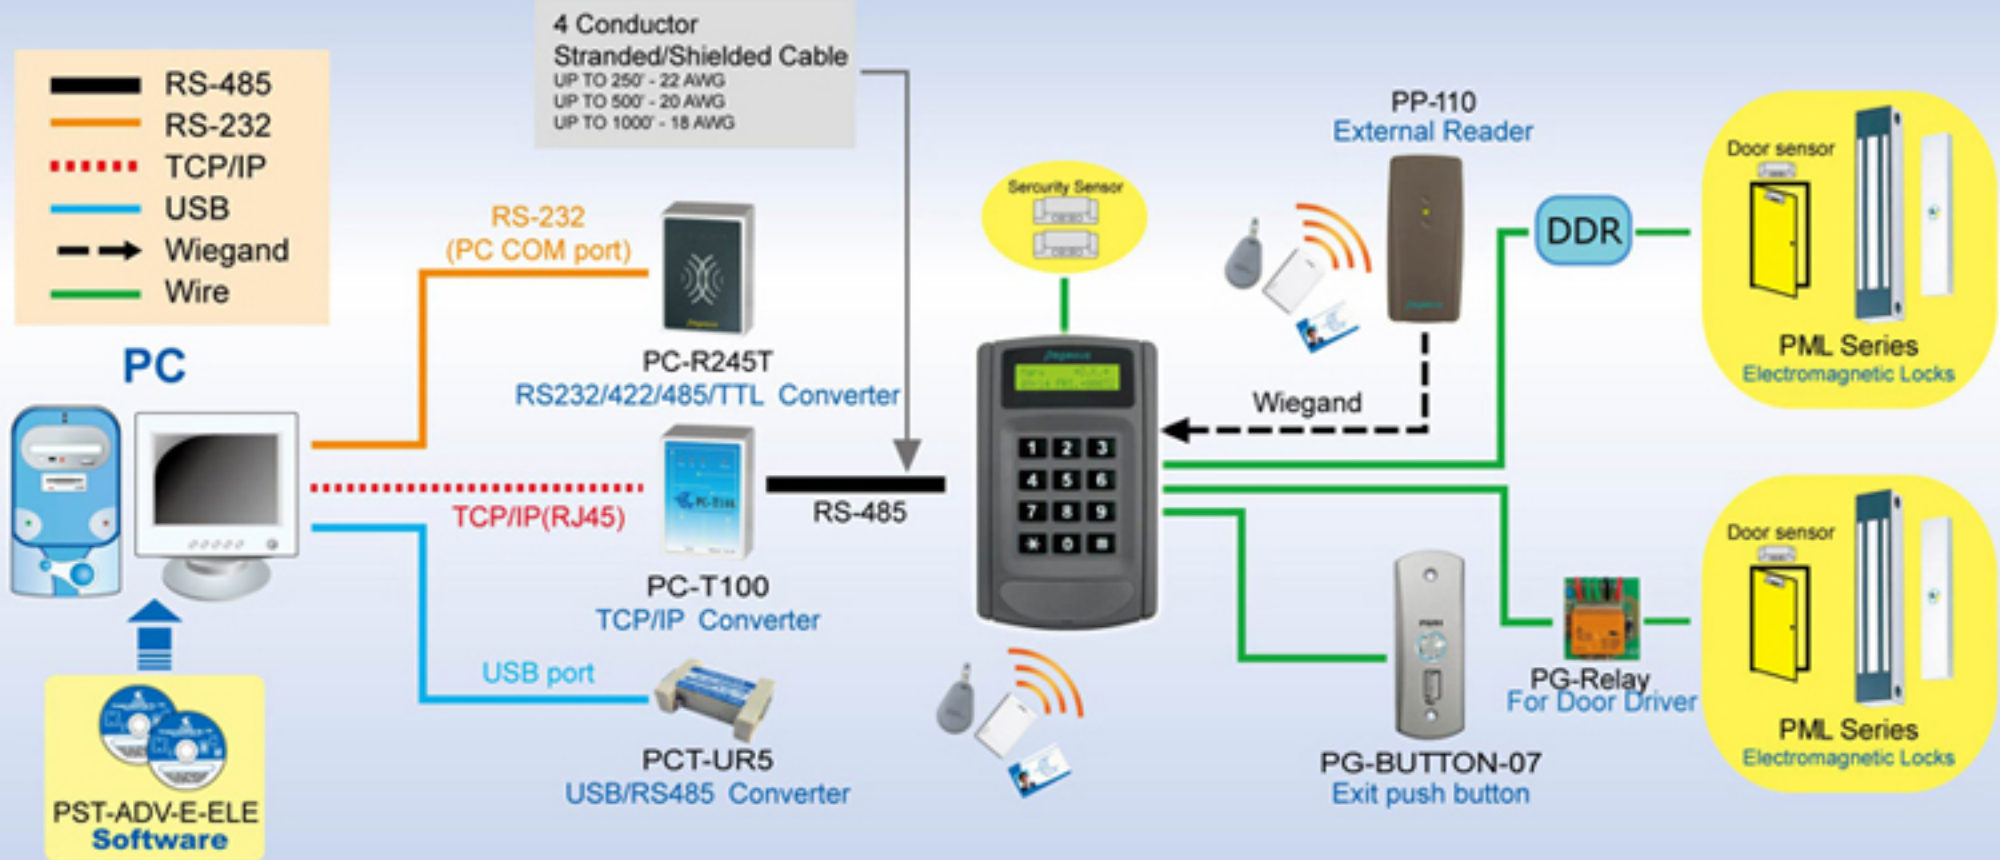 4 Conductor
Stranded/Shielded Cable
UP TO 250' - 22 AWG
UP TO 500' - 20 AWG
UP TO 1000' - 18 AWG
RS-485
RS-232
TCP/IP
USB
Wiegand
Wire
PC
RS-232
(PC COM port)
PC-R245T
RS232/422/485/TTL Converter
TCP/IP(RJ45)
PC-T100
TCP/IP Converter
RS-485
USB port
PCT-UR5
USB/RS485 Converter
PST-ADV-E-ELE
Software
Sercurity Sensor
1 2 3
4 5 6
7 8 9
* 0
PP-110
External Reader
Wiegand
DDR
Door sensor
PML Series
Electromagnetic Locks
PUSH
PG-BUTTON-07
Exit push button
PG-Relay
For Door Driver
Door sensor
PML Series
Electromagnetic Locks